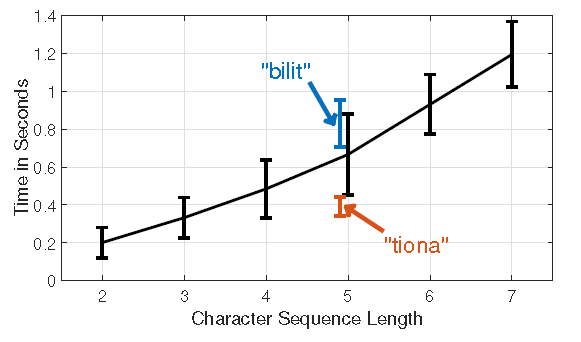 1.4
1.2
1
0.8
0.6
0.4
0.2
0
Time in Seconds
"bilit"
"tiona"
2 3 4 5 6 7
Character Sequence Length